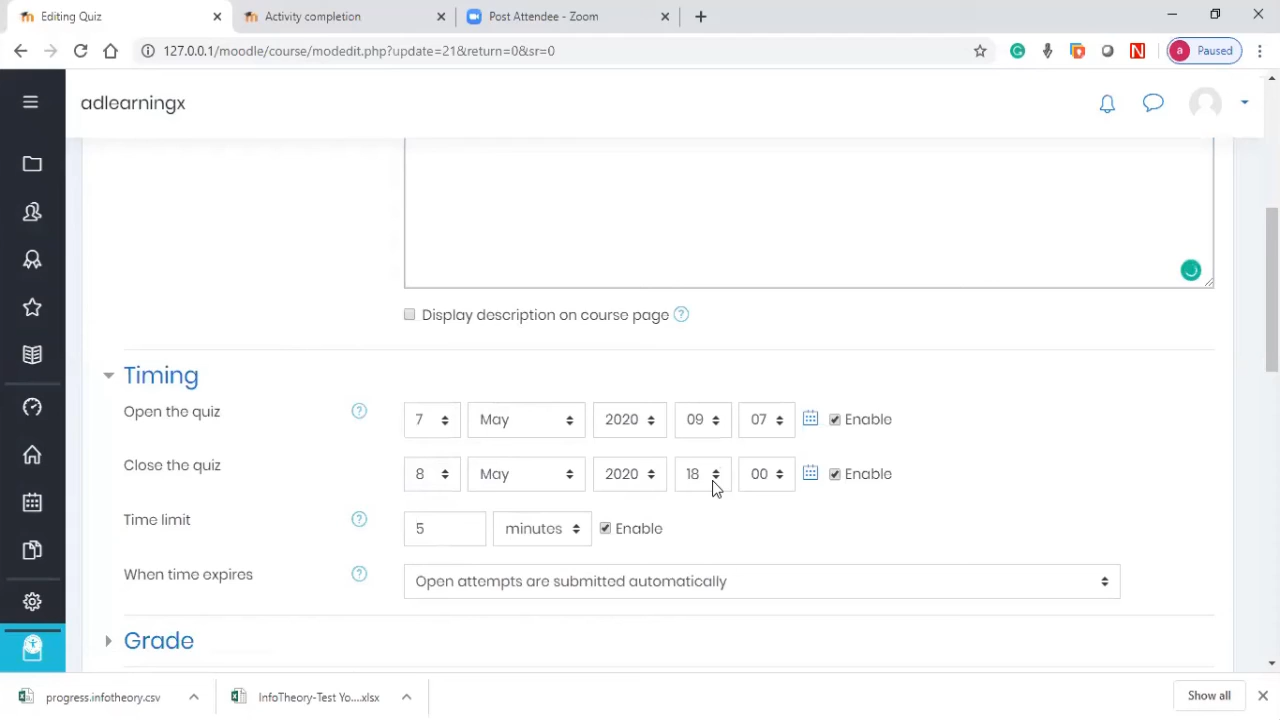 Editing Quiz
Activity completion
Post Attendee - Zoom
127.0.0.1/moodle/course/modedit.php?update=21&return=0&sr=0
a Paused
adlearningx
Display description on course page
Timing
Open the quiz 7 May 2020 09 07 Enable
Close the quiz 8 May 2020 18 00 Enable
Time limit 5 minutes Enable
When time expires Open attempts are submitted automatically
Grade
progress.infotheory.csv
InfoTheory-Test Yo....xlsx
Show all